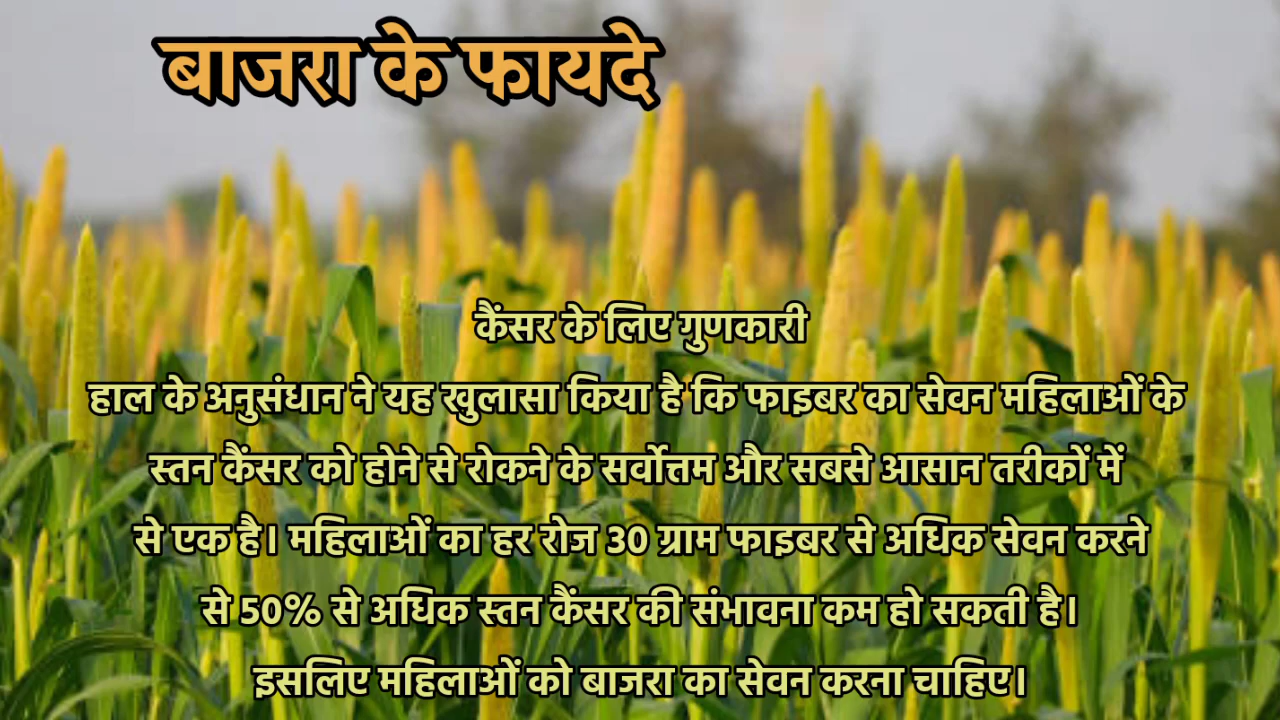 बाजरा के फायदे
कैंसर के लिए गुणकारी
हाल के अनुसंधान ने यह खुलासा किया है कि फाइबर का सेवन महिलाओं के
स्तन कैंसर को होने से रोकने के सर्वोत्तम और सबसे आसान तरीकों में
से एक है। महिलाओं का हर रोज 30 ग्राम फाइबर से अधिक सेवन करने
से 50% से अधिक स्तन कैंसर की संभावना कम हो सकती है।
इसलिए महिलाओं को बाजरा का सेवन करना चाहिए।